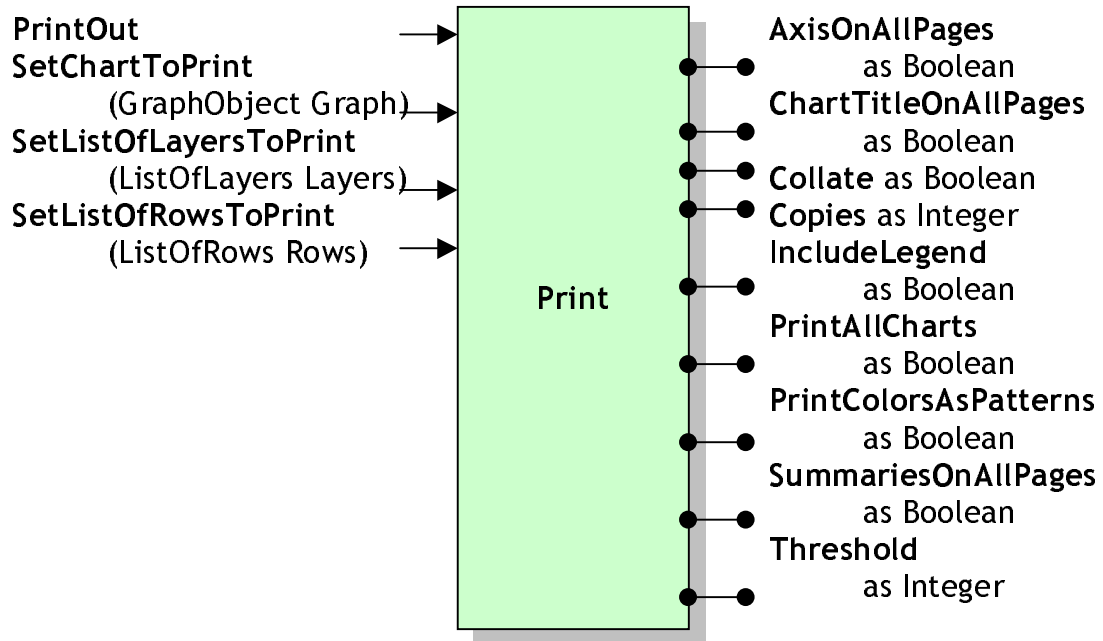 PrintOut
SetChartToPrint
(GraphObject Graph)
SetListOfLayersToPrint
(ListOfLayers Layers)
SetListOfRowsToPrint
(ListOfRows Rows)
Print
AxisOnAllPages
as Boolean
ChartTitleOnAllPages
as Boolean
Collate as Boolean
Copies as Integer
IncludeLegend
as Boolean
PrintAllCharts
as Boolean
PrintColorsAsPatterns
as Boolean
SummariesOnAllPages
as Boolean
Threshold
as Integer